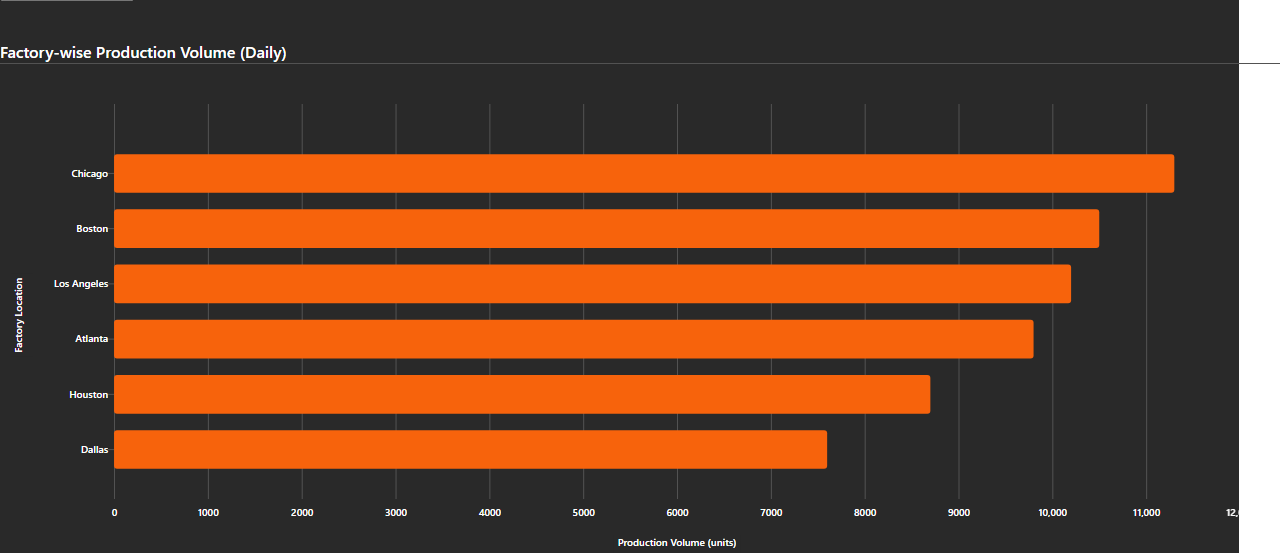 Factory-wise Production Volume (Daily)
Chicago
Boston
Los Angeles
Atlanta
Houston
Dallas
Factory Location
0 1000 2000 3000 4000 5000 6000 7000 8000 9000 10,000 11,000 12,
Production Volume (units)